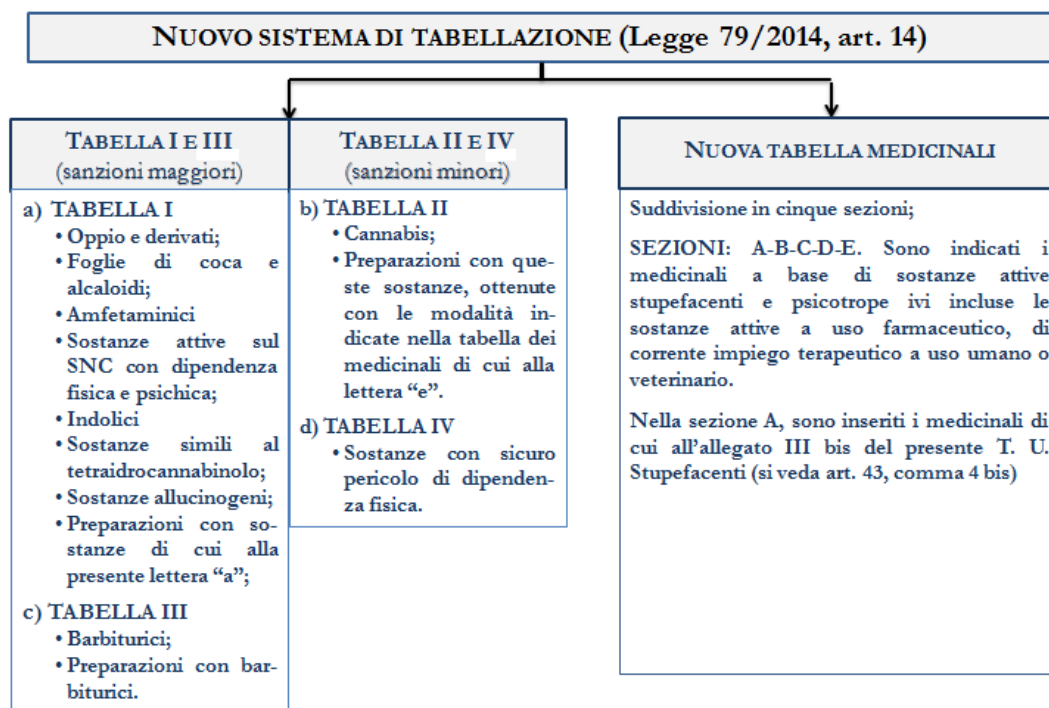 NUOVO SISTEMA DI TABELLAZIONE (Legge 79/2014, art. 14)
TABELLA I E III
(sanzioni maggiori)
a) TABELLA I
• Oppio e derivati;
• Foglie di coca e
alcaloidi;
• Amfetaminici
• Sostanze attive sul
SNC con dipendenza
fisica e psichica;
• Indolici
• Sostanze simili al
tetraidrocannabinolo;
• Sostanze allucinogeni;
• Preparazioni con so-
stanze di cui alla
presente lettera “a”;
c) TABELLA III
• Barbiturici;
• Preparazioni con bar-
biturici.
TABELLA II E IV
(sanzioni minori)
b) TABELLA II
• Cannabis;
• Preparazioni con que-
ste sostanze, ottenute
con le modalità in-
dicate nella tabella dei
medicinali di cui alla
lettera “e”.
d) TABELLA IV
• Sostanze con sicuro
pericolo di dipenden-
za fisica.
NUOVA TABELLA MEDICINALI
Suddivisione in cinque sezioni;
SEZIONI: A-B-C-D-E. Sono indicati i
medicinali a base di sostanze attive
stupefacenti e psicotrope ivi incluse le
sostanze attive a uso farmaceutico, di
corrente impiego terapeutico a uso umano o
veterinario.
Nella sezione A, sono inseriti i medicinali di
cui all’allegato III bis del presente T. U.
Stupefacenti (si veda art. 43, comma 4 bis)